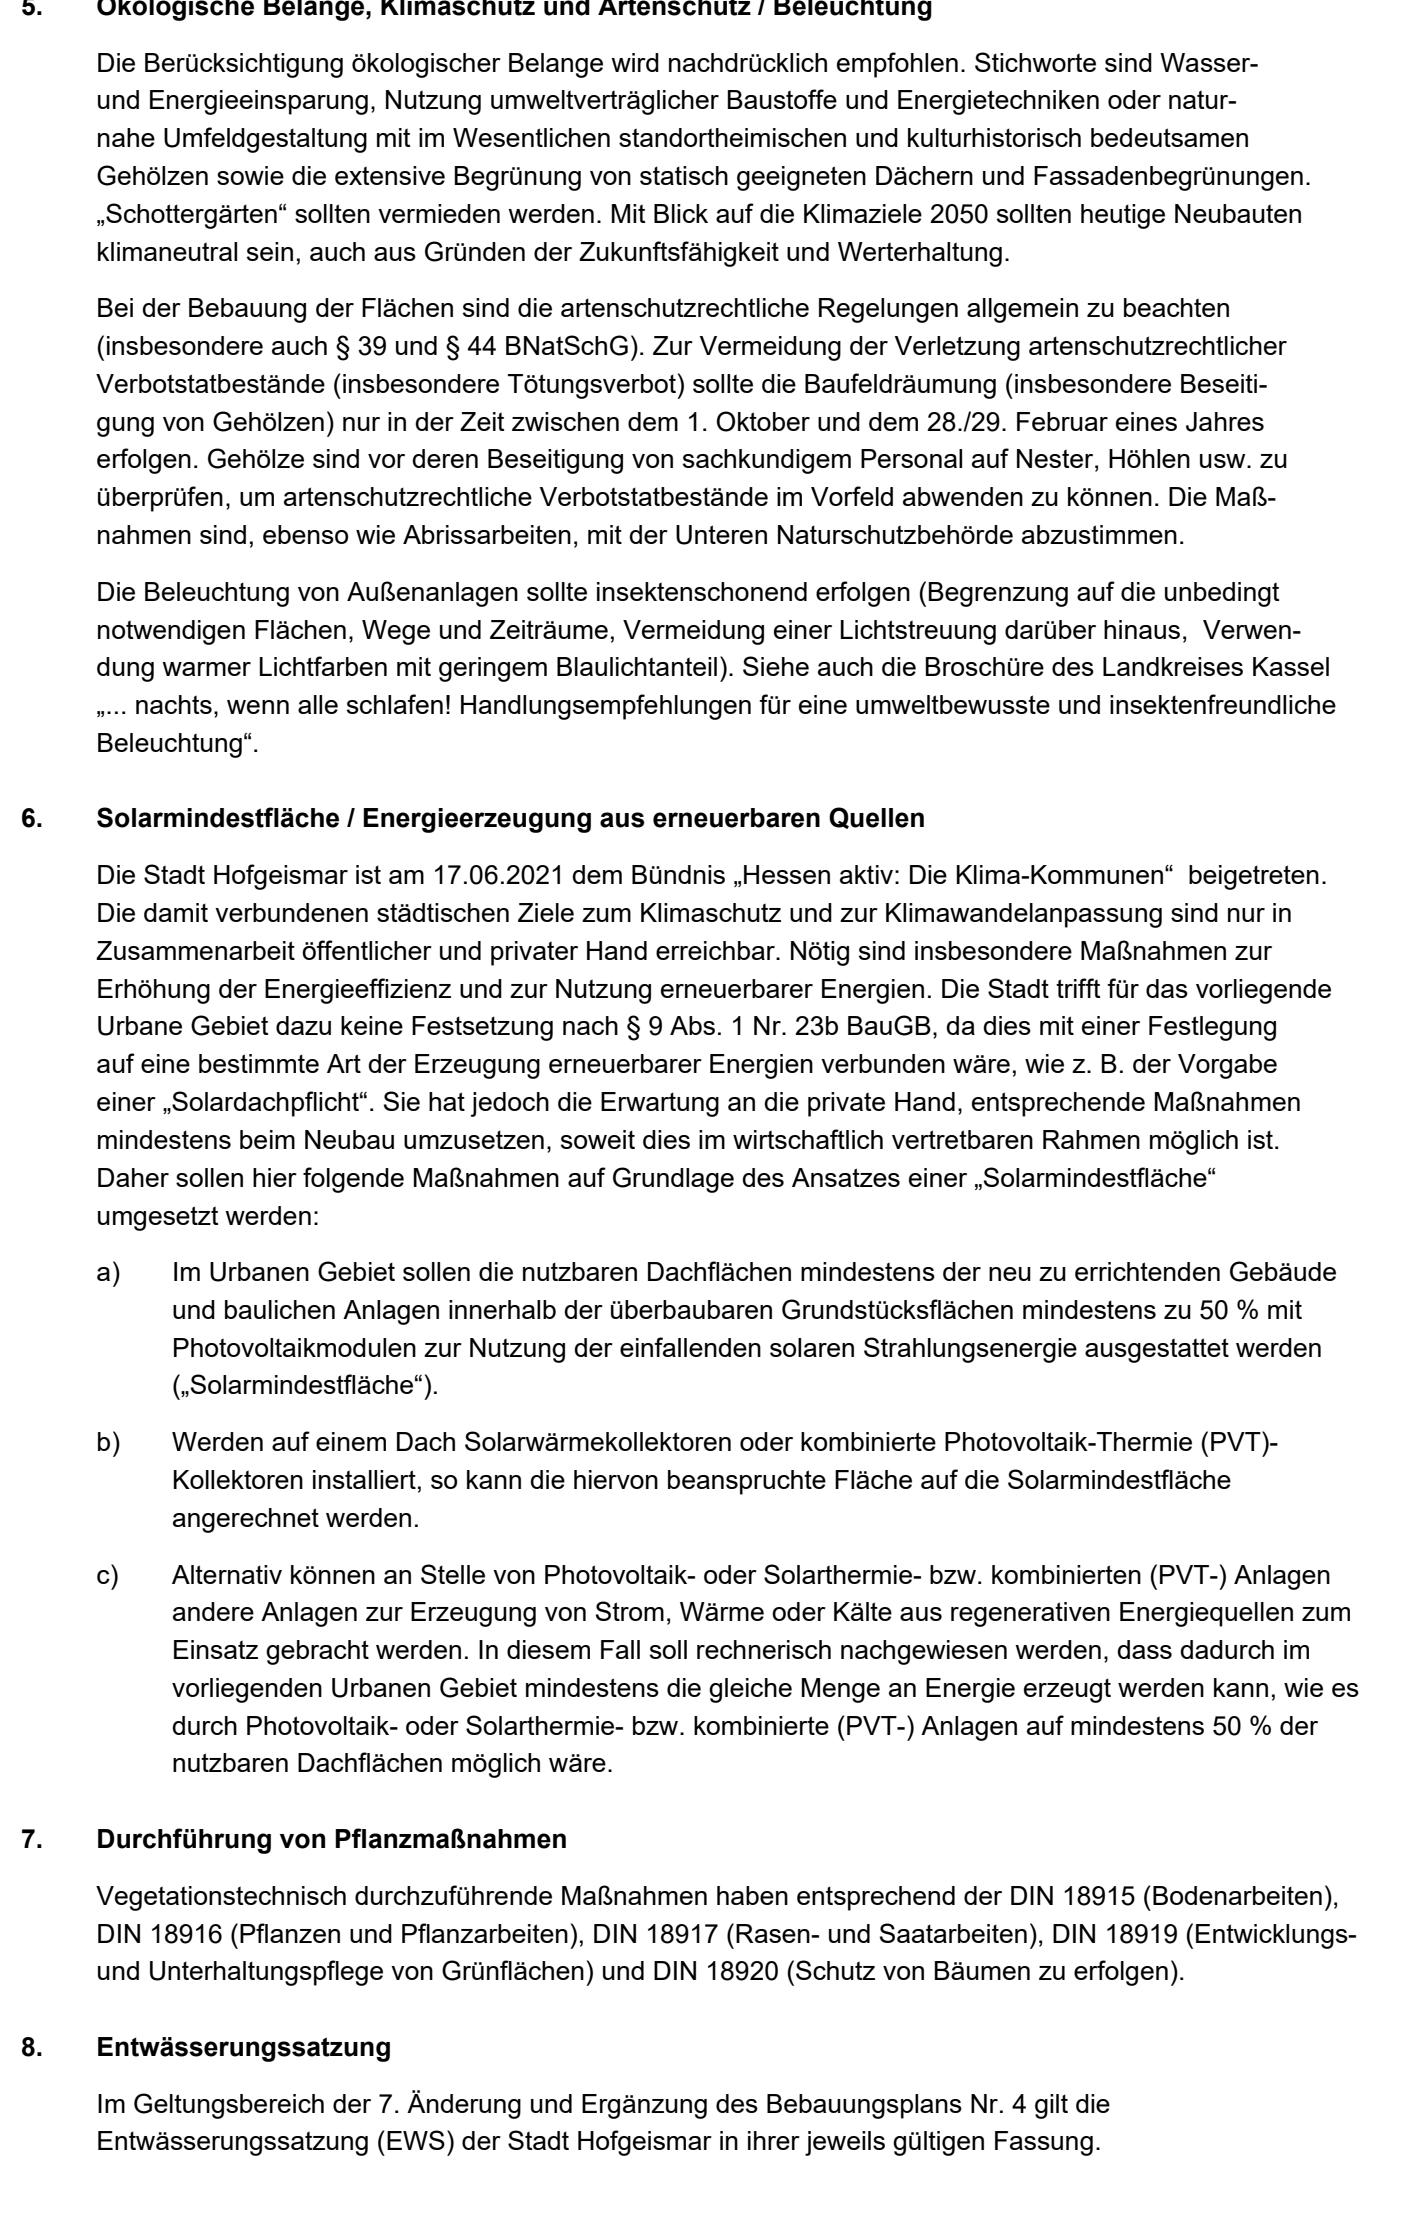 5. Ökologische Belange, Klimaschutz und Artenschutz / Beleuchtung
Die Berücksichtigung ökologischer Belange wird nachdrücklich empfohlen. Stichworte sind Wasser-
und Energieeinsparung, Nutzung umweltverträglicher Baustoffe und Energietechniken oder natur-
nahe Umfeldgestaltung mit im Wesentlichen standortheimischen und kulturhistorisch bedeutsamen
Gehölzen sowie die extensive Begrünung von statisch geeigneten Dächern und Fassadenbegrünungen.
„Schottergärten“ sollten vermieden werden. Mit Blick auf die Klimaziele 2050 sollten heutige Neubauten
klimaneutral sein, auch aus Gründen der Zukunftsfähigkeit und Werterhaltung.
Bei der Bebauung der Flächen sind die artenschutzrechtliche Regelungen allgemein zu beachten
(insbesondere auch § 39 und § 44 BNatSchG). Zur Vermeidung der Verletzung artenschutzrechtlicher
Verbotstatbestände (insbesondere Tötungsverbot) sollte die Baufeldräumung (insbesondere Beseiti-
gung von Gehölzen) nur in der Zeit zwischen dem 1. Oktober und dem 28./29. Februar eines Jahres
erfolgen. Gehölze sind vor deren Beseitigung von sachkundigem Personal auf Nester, Höhlen usw. zu
überprüfen, um artenschutzrechtliche Verbotstatbestände im Vorfeld abwenden zu können. Die Maß-
nahmen sind, ebenso wie Abrissarbeiten, mit der Unteren Naturschutzbehörde abzustimmen.
Die Beleuchtung von Außenanlagen sollte insektenschonend erfolgen (Begrenzung auf die unbedingt
notwendigen Flächen, Wege und Zeiträume, Vermeidung einer Lichtstreuung darüber hinaus, Verwen-
dung warmer Lichtfarben mit geringem Blaulichtanteil). Siehe auch die Broschüre des Landkreises Kassel
„... nachts, wenn alle schlafen! Handlungsempfehlungen für eine umweltbewusste und insektenfreundliche
Beleuchtung“.
6. Solarmindestfläche / Energieerzeugung aus erneuerbaren Quellen
Die Stadt Hofgeismar ist am 17.06.2021 dem Bündnis „Hessen aktiv: Die Klima-Kommunen“ beigetreten.
Die damit verbundenen städtischen Ziele zum Klimaschutz und zur Klimawandelanpassung sind nur in
Zusammenarbeit öffentlicher und privater Hand erreichbar. Nötig sind insbesondere Maßnahmen zur
Erhöhung der Energieeffizienz und zur Nutzung erneuerbarer Energien. Die Stadt trifft für das vorliegende
Urbane Gebiet dazu keine Festsetzung nach § 9 Abs. 1 Nr. 23b BauGB, da dies mit einer Festlegung
auf eine bestimmte Art der Erzeugung erneuerbarer Energien verbunden wäre, wie z. B. der Vorgabe
einer „Solardachpflicht“. Sie hat jedoch die Erwartung an die private Hand, entsprechende Maßnahmen
mindestens beim Neubau umzusetzen, soweit dies im wirtschaftlich vertretbaren Rahmen möglich ist.
Daher sollen hier folgende Maßnahmen auf Grundlage des Ansatzes einer „Solarmindestfläche“
umgesetzt werden:
a) Im Urbanen Gebiet sollen die nutzbaren Dachflächen mindestens der neu zu errichtenden Gebäude
und baulichen Anlagen innerhalb der überbaubaren Grundstücksflächen mindestens zu 50 % mit
Photovoltaikmodulen zur Nutzung der einfallenden solaren Strahlungsenergie ausgestattet werden
(„Solarmindestfläche“).
b) Werden auf einem Dach Solarwärmekollektoren oder kombinierte Photovoltaik-Thermie (PVT)-
Kollektoren installiert, so kann die hiervon beanspruchte Fläche auf die Solarmindestfläche
angerechnet werden.
c) Alternativ können an Stelle von Photovoltaik- oder Solarthermie- bzw. kombinierten (PVT-) Anlagen
andere Anlagen zur Erzeugung von Strom, Wärme oder Kälte aus regenerativen Energiequellen zum
Einsatz gebracht werden. In diesem Fall soll rechnerisch nachgewiesen werden, dass dadurch im
vorliegenden Urbanen Gebiet mindestens die gleiche Menge an Energie erzeugt werden kann, wie es
durch Photovoltaik- oder Solarthermie- bzw. kombinierte (PVT-) Anlagen auf mindestens 50 % der
nutzbaren Dachflächen möglich wäre.
7. Durchführung von Pflanzmaßnahmen
Vegetationstechnisch durchzuführende Maßnahmen haben entsprechend der DIN 18915 (Bodenarbeiten),
DIN 18916 (Pflanzen und Pflanzarbeiten), DIN 18917 (Rasen- und Saatarbeiten), DIN 18919 (Entwicklungs-
und Unterhaltungspflege von Grünflächen) und DIN 18920 (Schutz von Bäumen zu erfolgen).
8. Entwässerungssatzung
Im Geltungsbereich der 7. Änderung und Ergänzung des Bebauungsplans Nr. 4 gilt die
Entwässerungssatzung (EWS) der Stadt Hofgeismar in ihrer jeweils gültigen Fassung.